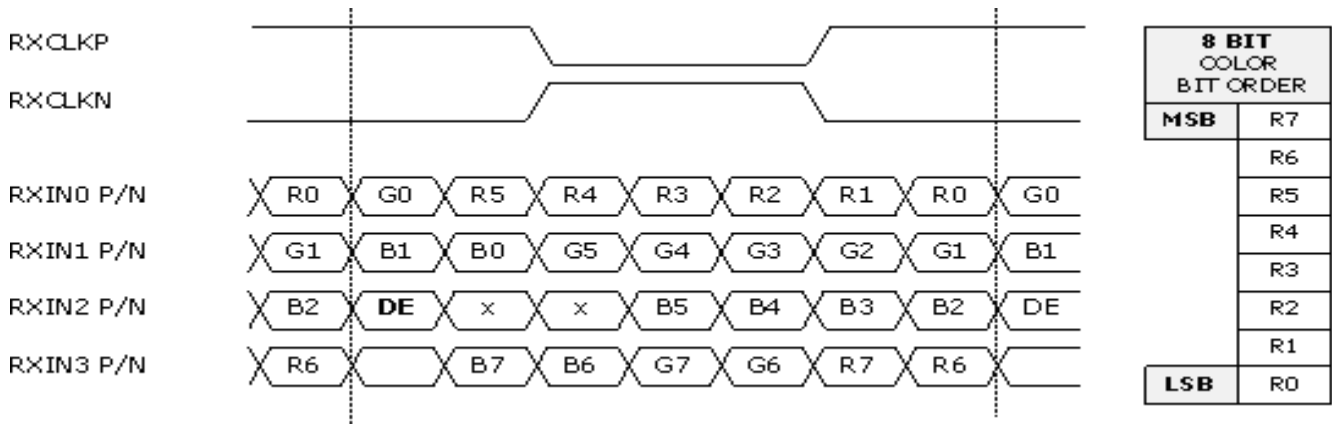 RXCLKP
RXCLKN
RXIN0 P/N R0 G0 R5 R4 R3 R2 R1 R0 G0
RXIN1 P/N G1 B1 B0 G5 G4 G3 G2 G1 B1
RXIN2 P/N B2 DE x x B5 B4 B3 B2 DE
RXIN3 P/N R6 B7 B6 G7 G6 R7 R6
8 BIT
COLOR
BIT ORDER
MSB R7
R6
R5
R4
R3
R2
R1
LSB R0